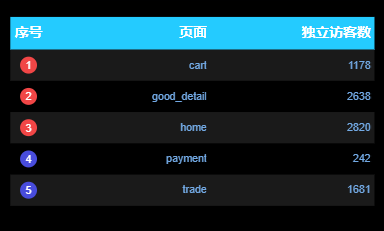 序号 页面 独立访客数
1 cart 1178
2 good_detail 2638
3 home 2820
4 payment 242
5 trade 1681